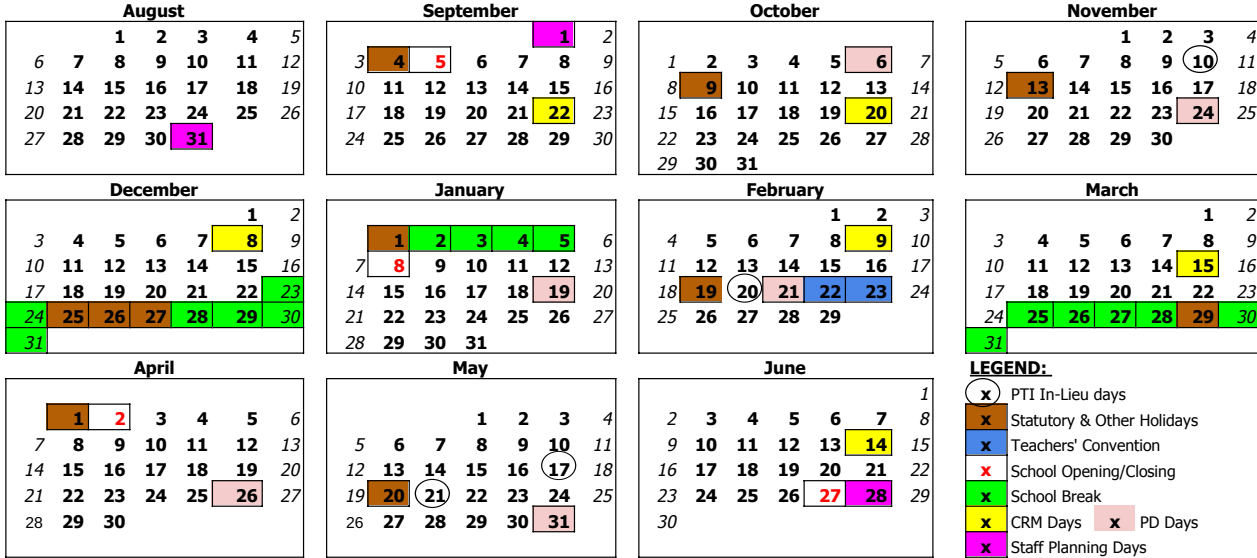 August
1 2 3 4 5
6 7 8 9 10 11 12
13 14 15 16 17 18 19
20 21 22 23 24 25 26
27 28 29 30 31
September
1 2
3 4 5 6 7 8 9
10 11 12 13 14 15 16
17 18 19 20 21 22 23
24 25 26 27 28 29 30
October
1 2 3 4 5 6 7
8 9 10 11 12 13 14
15 16 17 18 19 20 21
22 23 24 25 26 27 28
29 30 31
November
1 2 3 4
5 6 7 8 9 10 11
12 13 14 15 16 17 18
19 20 21 22 23 24 25
26 27 28 29 30
December
1 2
3 4 5 6 7 8 9
10 11 12 13 14 15 16
17 18 19 20 21 22 23
24 25 26 27 28 29 30
31
January
1 2 3 4 5 6
7 8 9 10 11 12 13
14 15 16 17 18 19 20
21 22 23 24 25 26 27
28 29 30 31
February
1 2 3
4 5 6 7 8 9 10
11 12 13 14 15 16 17
18 19 20 21 22 23 24
25 26 27 28 29
March
1 2
3 4 5 6 7 8 9
10 11 12 13 14 15 16
17 18 19 20 21 22 23
24 25 26 27 28 29 30
31
April
1 2 3 4 5 6
7 8 9 10 11 12 13
14 15 16 17 18 19 20
21 22 23 24 25 26 27
28 29 30
May
1 2 3 4
5 6 7 8 9 10 11
12 13 14 15 16 17 18
19 20 21 22 23 24 25
26 27 28 29 30 31
June
1
2 3 4 5 6 7 8
9 10 11 12 13 14 15
16 17 18 19 20 21 22
23 24 25 26 27 28 29
30
LEGEND:
x PTI In-Lieu days
x Statutory & Other Holidays
x Teachers' Convention
x School Opening/Closing
x School Break
x CRM Days x PD Days
x Staff Planning Days